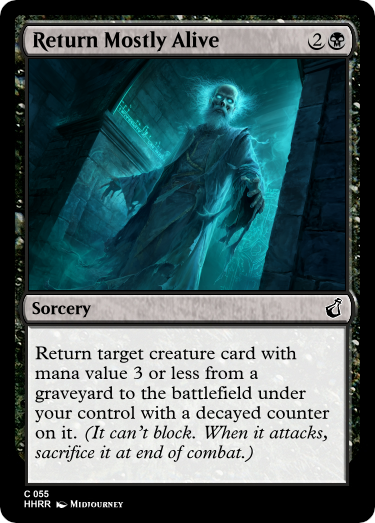 Return Mostly Alive 2
Sorcery
Return target creature card with
mana value 3 or less from a
graveyard to the battlefield under
your control with a decayed counter
on it. (It can't block. When it attacks,
sacrifice it at end of combat.)
C 055
HHRR Midjourney